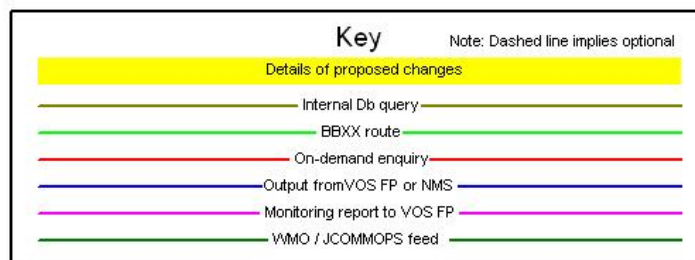 Key
Note: Dashed line implies optional
Details of proposed changes
Internal Db query
BBXX route
On-demand enquiry
Output fromVOS FP or NMS
Monitoring report to VOS FP
WMO / JCOMMOPS feed